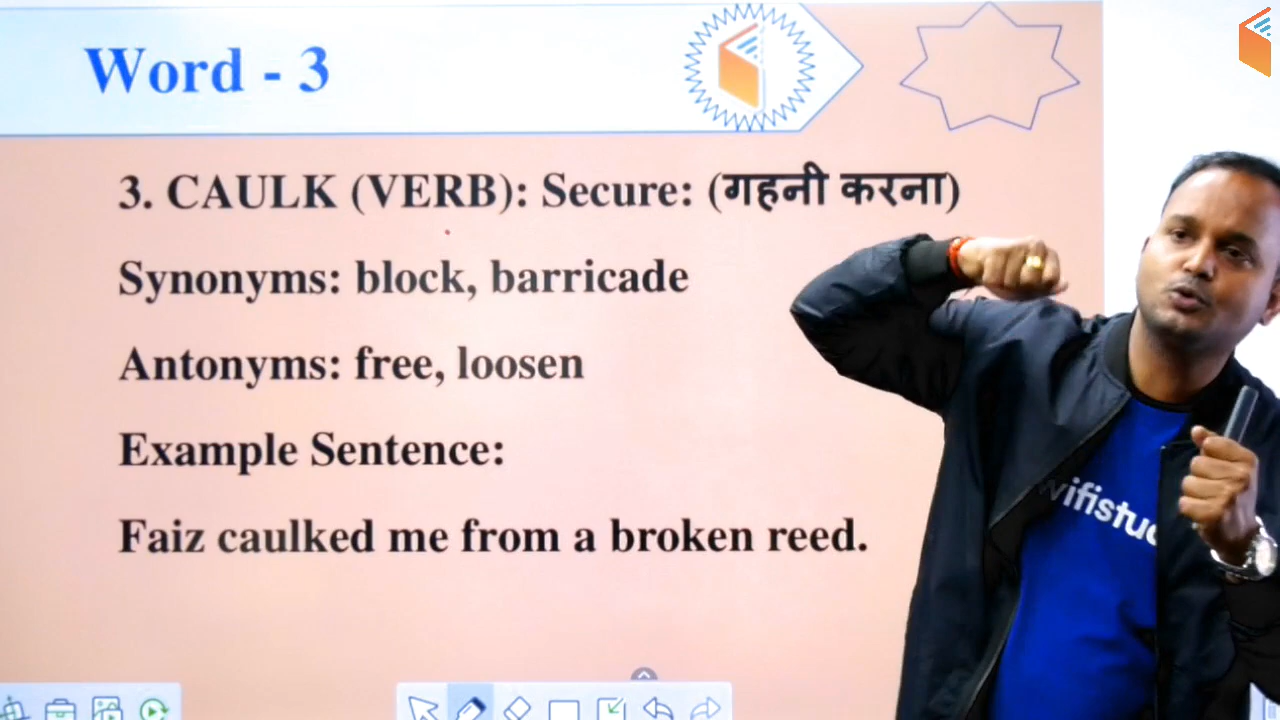 Word - 3
3. CAULK (VERB): Secure: (गहनी करना)
Synonyms: block, barricade
Antonyms: free, loosen
Example Sentence:
Faiz caulked me from a broken reed.
wifistu